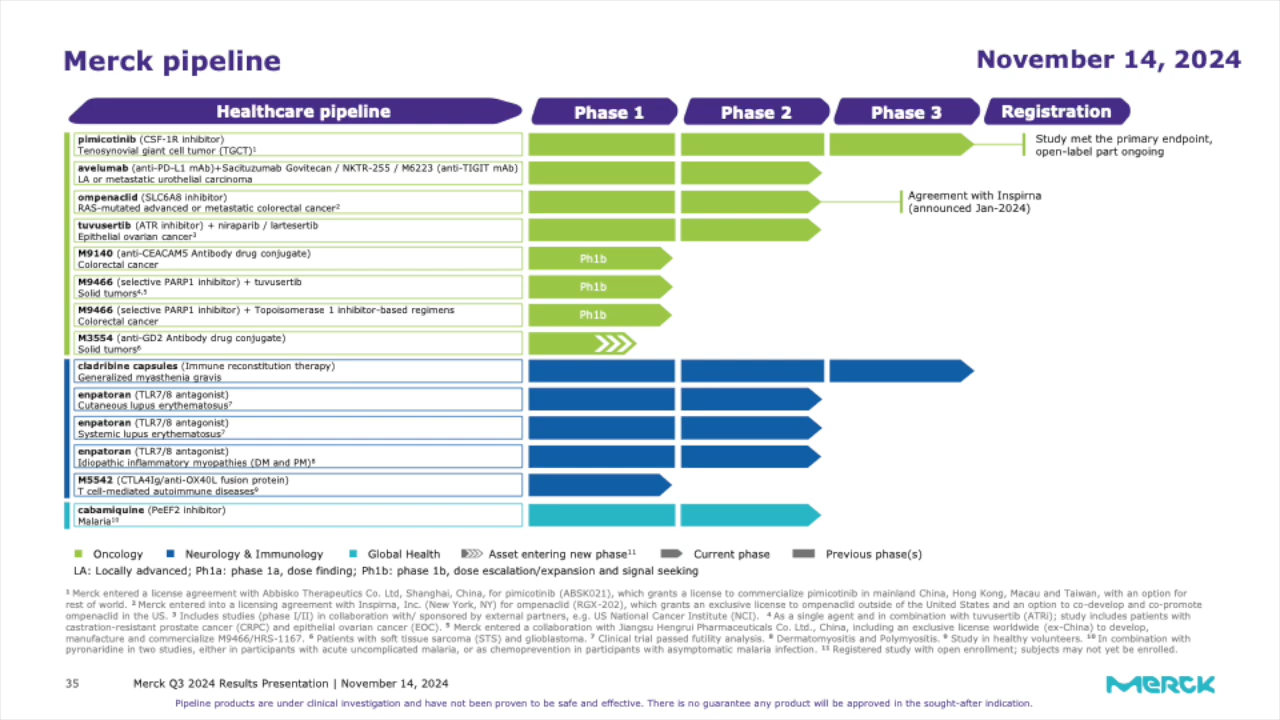 Merck pipeline
November 14, 2024
Healthcare pipeline
Phase 1
Phase 2
Phase 3
Registration
pimicotinib (CSF-1R inhibitor)
Tenosynovial giant cell tumor (TGCT)¹
Study met the primary endpoint,
open-label part ongoing
avelumab (anti-PD-L1 mAb)+Sacituzumab Govitecan / NKTR-255 / M6223 (anti-TIGIT mAb)
LA or metastatic urothelial carcinoma
ompenaclid (SLC6A8 inhibitor)
RAS-mutated advanced or metastatic colorectal cancer²
Agreement with Inspirna
(announced Jan-2024)
tuvusertib (ATR inhibitor) + niraparib / lartesertib
Epithelial ovarian cancer³
M9140 (anti-CEACAM5 Antibody drug conjugate)
Colorectal cancer
Ph1b
M9466 (selective PARP1 inhibitor) + tuvusertib
Solid tumors⁴,⁵
Ph1b
M9466 (selective PARP1 inhibitor) + Topoisomerase 1 inhibitor-based regimens
Colorectal cancer
Ph1b
M3554 (anti-GD2 Antibody drug conjugate)
Solid tumors⁶
cladribine capsules (Immune reconstitution therapy)
Generalized myasthenia gravis
enpatoran (TLR7/8 antagonist)
Cutaneous lupus erythematosus⁷
enpatoran (TLR7/8 antagonist)
Systemic lupus erythematosus⁷
enpatoran (TLR7/8 antagonist)
Idiopathic inflammatory myopathies (DM and PM)⁸
M5542 (CTLA4Ig/anti-OX40L fusion protein)
T cell-mediated autoimmune diseases⁹
cabamiquine (PeEF2 inhibitor)
Malaria¹⁰
Oncology
Neurology & Immunology
Global Health
Asset entering new phase¹¹
Current phase
Previous phase(s)
LA: Locally advanced; Ph1a: phase 1a, dose finding; Ph1b: phase 1b, dose escalation/expansion and signal seeking
¹ Merck entered a license agreement with Abbisko Therapeutics Co. Ltd, Shanghai, China, for pimicotinib (ABSK021), which grants a license to commercialize pimicotinib in mainland China, Hong Kong, Macau and Taiwan, with an option for
rest of world. ² Merck entered into a licensing agreement with Inspirna, Inc. (New York, NY) for ompenaclid (RGX-202), which grants an exclusive license to ompenaclid outside of the United States and an option to co-develop and co-promote
ompenaclid in the US. ³ Includes studies (phase I/II) in collaboration with/ sponsored by external partners, e.g. US National Cancer Institute (NCI). ⁴ As a single agent and in combination with tuvusertib (ATRi); study includes patients with
castration-resistant prostate cancer (CRPC) and epithelial ovarian cancer (EOC). ⁵ Merck entered a collaboration with Jiangsu Hengrui Pharmaceuticals Co. Ltd., China, including an exclusive license worldwide (ex-China) to develop,
manufacture and commercialize M9466/HRS-1167. ⁶ Patients with soft tissue sarcoma (STS) and glioblastoma. ⁷ Clinical trial passed futility analysis. ⁸ Dermatomyositis and Polymyositis. ⁹ Study in healthy volunteers. ¹⁰ In combination with
pyronaridine in two studies, either in participants with acute uncomplicated malaria, or as chemoprevention in participants with asymptomatic malaria infection. ¹¹ Registered study with open enrollment; subjects may not yet be enrolled.
35
Merck Q3 2024 Results Presentation | November 14, 2024
MERCK
Pipeline products are under clinical investigation and have not been proven to be safe and effective. There is no guarantee any product will be approved in the sought-after indication.